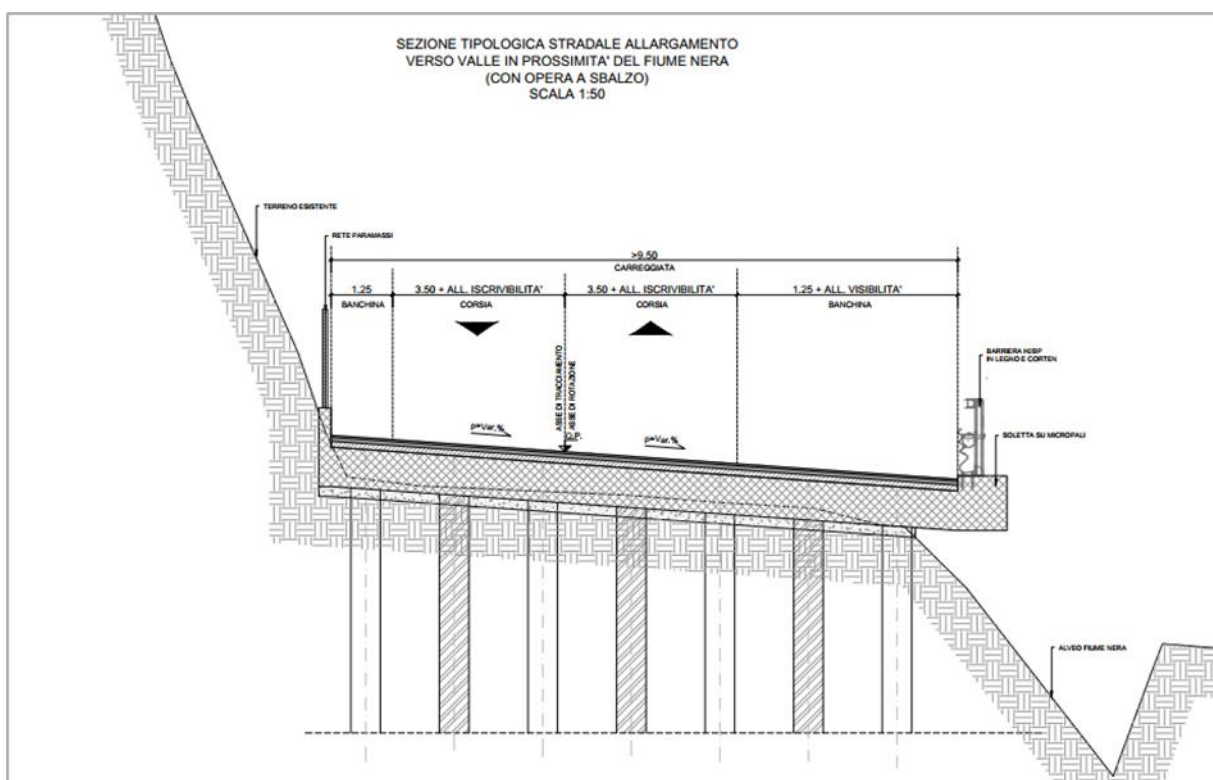 SEZIONE TIPOLOGICA STRADALE ALLARGAMENTO
VERSO VALLE IN PROSSIMITA' DEL FIUME NERA
(CON OPERA A SBALZO)
SCALA 1:50
TERRENO ESISTENTE
RETE PARAMASSI
>9.50
CARREGGIATA
1.25
BANCHINA
3.50 + ALL. ISCRIVIBILITA'
CORSIA
3.50 + ALL. ISCRIVIBILITA'
CORSIA
1.25 + ALL. VISIBILITA'
BANCHINA
ASSE DI TRACCIAMENTO
ASSE DI ROTAZIONE
BARRIERA H2BP
IN LEGNO E CORTEN
p=Var.%
Q.P.
p=Var.%
SOLETTA SU MICROPALI
ALVEO FIUME NERA